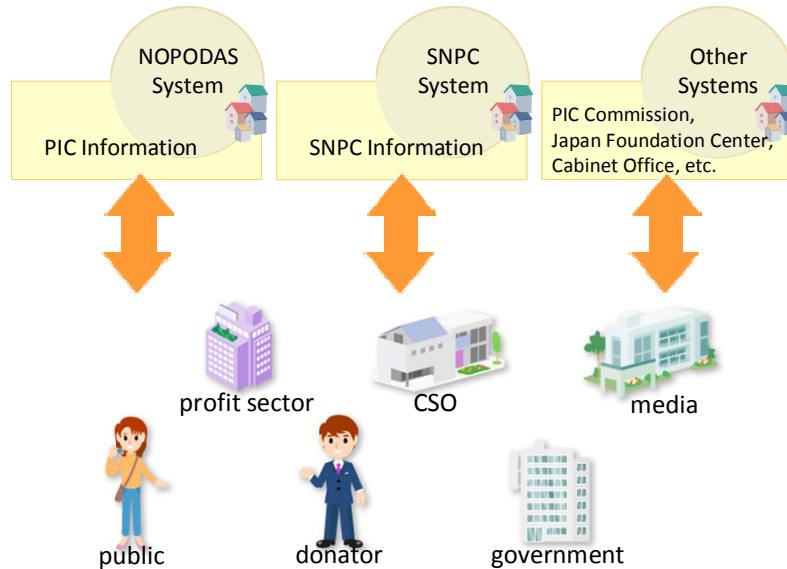 NOPODAS
System
PIC Information
SNPC
System
SNPC Information
Other
Systems
PIC Commission,
Japan Foundation Center,
Cabinet Office, etc.
profit sector
CSO
media
public
donator
government